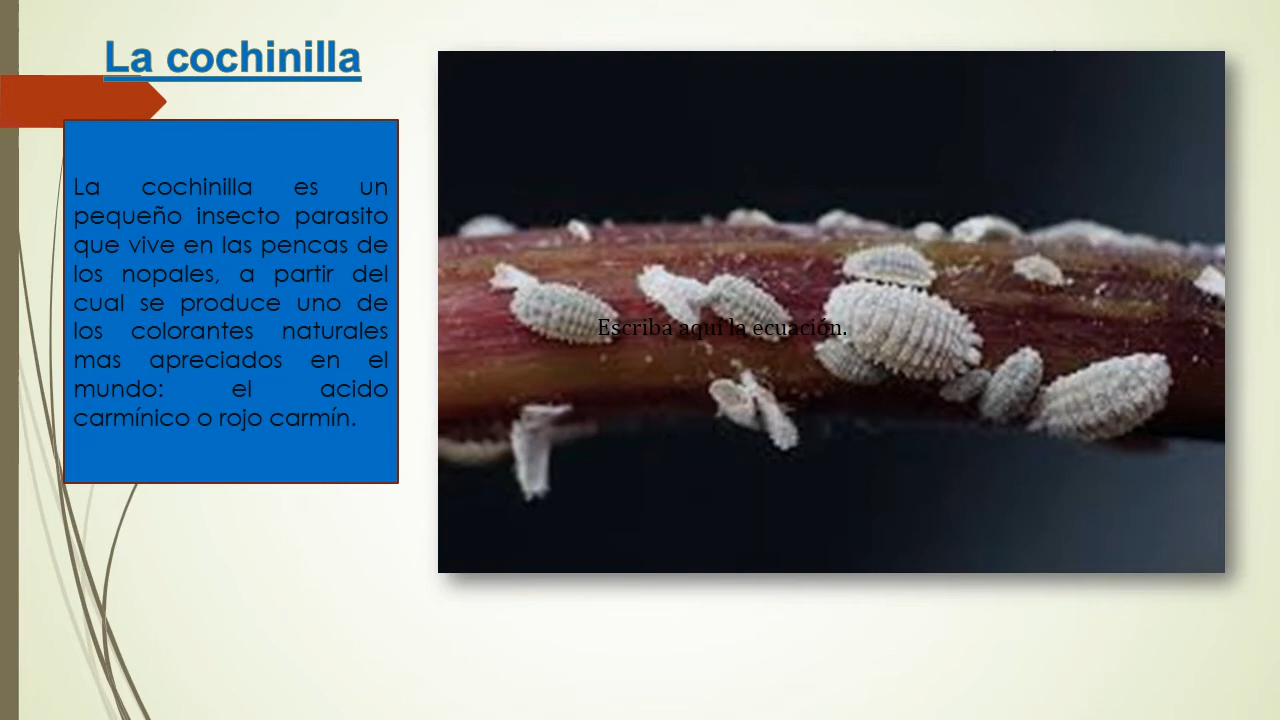 La cochinilla
La cochinilla es un
pequeño insecto parasito
que vive en las pencas de
los nopales, a partir del
cual se produce uno de
los colorantes naturales
mas apreciados en el
mundo: el acido
carmínico o rojo carmín.
Escriba aquí la ecuación.